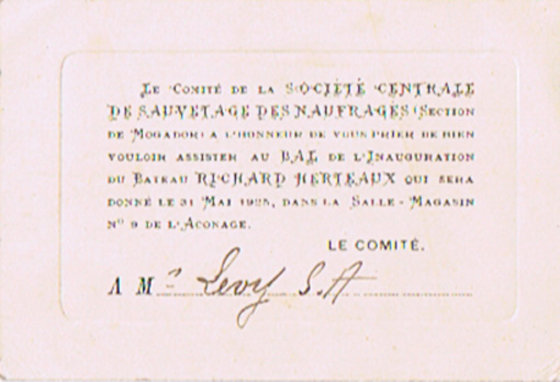 LE COMITÉ DE LA SOCIÉTÉ CENTRALE
DE SAUVETAGE DES NAUFRAGÉS (SECTION
DE MOGADOR) A L'HONNEUR DE VOUS PRIER DE BIEN
VOULOIR ASSISTER AU BAL DE L'INAUGURATION
DU BATEAU RICHARD HERTEAUX QUI SERA
DONNÉ LE 31 MAI 1925, DANS LA SALLE-MAGASIN
Nº 9 DE L'ACONAGE.
LE COMITÉ.
A Mr Levy S.A